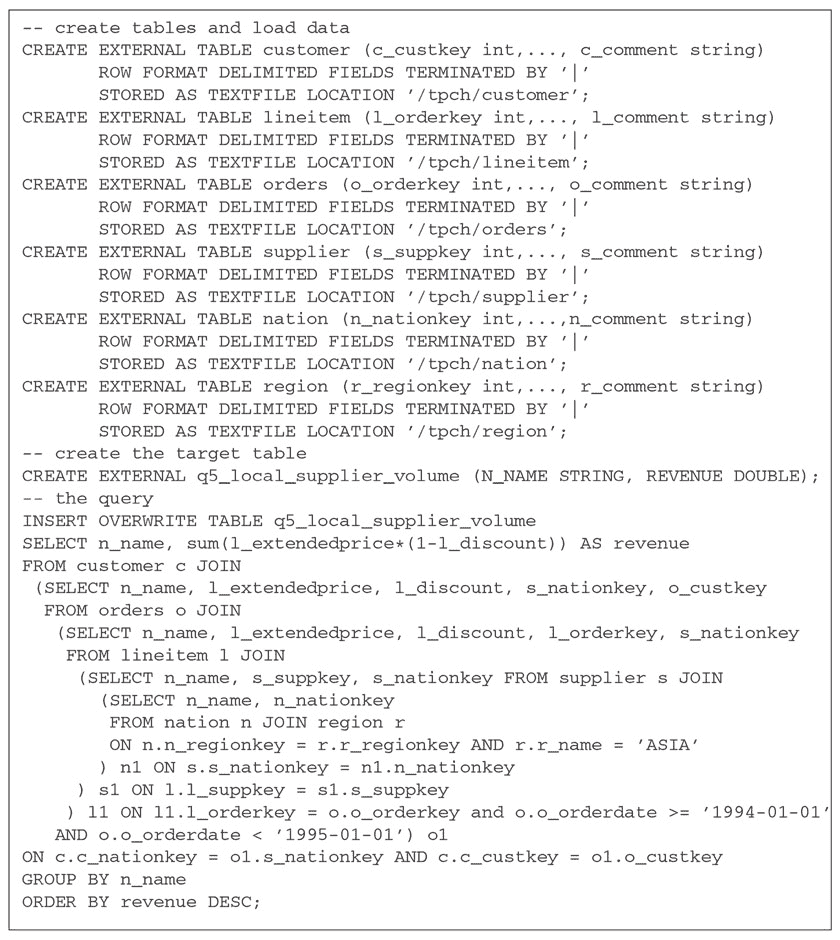 -- create tables and load data
CREATE EXTERNAL TABLE customer (c_custkey int,..., c_comment string)
ROW FORMAT DELIMITED FIELDS TERMINATED BY ’|’
STORED AS TEXTFILE LOCATION ’/tpch/customer’;
CREATE EXTERNAL TABLE lineitem (l_orderkey int,..., l_comment string)
ROW FORMAT DELIMITED FIELDS TERMINATED BY ’|’
STORED AS TEXTFILE LOCATION ’/tpch/lineitem’;
CREATE EXTERNAL TABLE orders (o_orderkey int,..., o_comment string)
ROW FORMAT DELIMITED FIELDS TERMINATED BY ’|’
STORED AS TEXTFILE LOCATION ’/tpch/orders’;
CREATE EXTERNAL TABLE supplier (s_suppkey int,..., s_comment string)
ROW FORMAT DELIMITED FIELDS TERMINATED BY ’|’
STORED AS TEXTFILE LOCATION ’/tpch/supplier’;
CREATE EXTERNAL TABLE nation (n_nationkey int,...,n_comment string)
ROW FORMAT DELIMITED FIELDS TERMINATED BY ’|’
STORED AS TEXTFILE LOCATION ’/tpch/nation’;
CREATE EXTERNAL TABLE region (r_regionkey int,..., r_comment string)
ROW FORMAT DELIMITED FIELDS TERMINATED BY ’|’
STORED AS TEXTFILE LOCATION ’/tpch/region’;
-- create the target table
CREATE EXTERNAL q5_local_supplier_volume (N_NAME STRING, REVENUE DOUBLE);
-- the query
INSERT OVERWRITE TABLE q5_local_supplier_volume
SELECT n_name, sum(l_extendedprice*(1-l_discount)) AS revenue
FROM customer c JOIN
(SELECT n_name, l_extendedprice, l_discount, s_nationkey, o_custkey
FROM orders o JOIN
(SELECT n_name, l_extendedprice, l_discount, l_orderkey, s_nationkey
FROM lineitem l JOIN
(SELECT n_name, s_suppkey, s_nationkey FROM supplier s JOIN
(SELECT n_name, n_nationkey
FROM nation n JOIN region r
ON n.n_regionkey = r.r_regionkey AND r.r_name = ’ASIA’
) n1 ON s.s_nationkey = n1.n_nationkey
) s1 ON l.l_suppkey = s1.s_suppkey
) l1 ON l1.l_orderkey = o.o_orderkey and o.o_orderdate >= ’1994-01-01’
AND o.o_orderdate < ’1995-01-01’) o1
ON c.c_nationkey = o1.s_nationkey AND c.c_custkey = o1.o_custkey
GROUP BY n_name
ORDER BY revenue DESC;